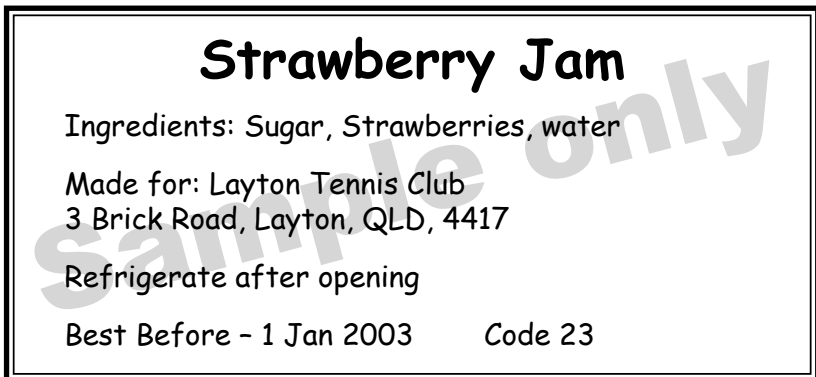 Strawberry Jam
Ingredients: Sugar, Strawberries, water
Made for: Layton Tennis Club
3 Brick Road, Layton, QLD, 4417
Refrigerate after opening
Best Before – 1 Jan 2003 Code 23
Sample only